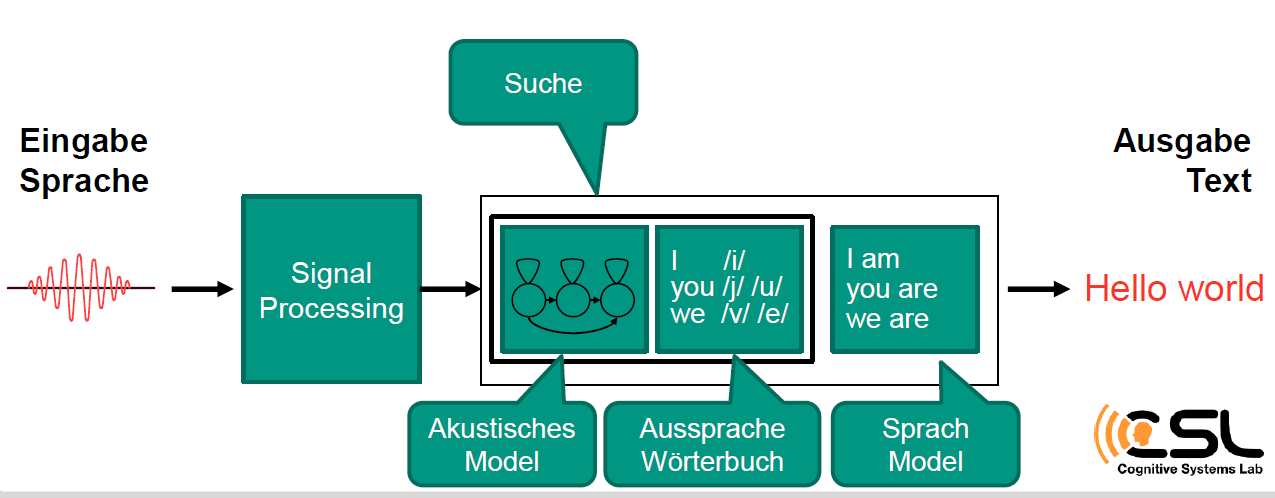 Suche
Eingabe
Sprache
Ausgabe
Text
Signal
Processing
I /i/
you /j/ /u/
we /v/ /e/
I am
you are
we are
Hello world
Akustisches
Model
Aussprache
Wörterbuch
Sprach
Model
CSL
Cognitive Systems Lab